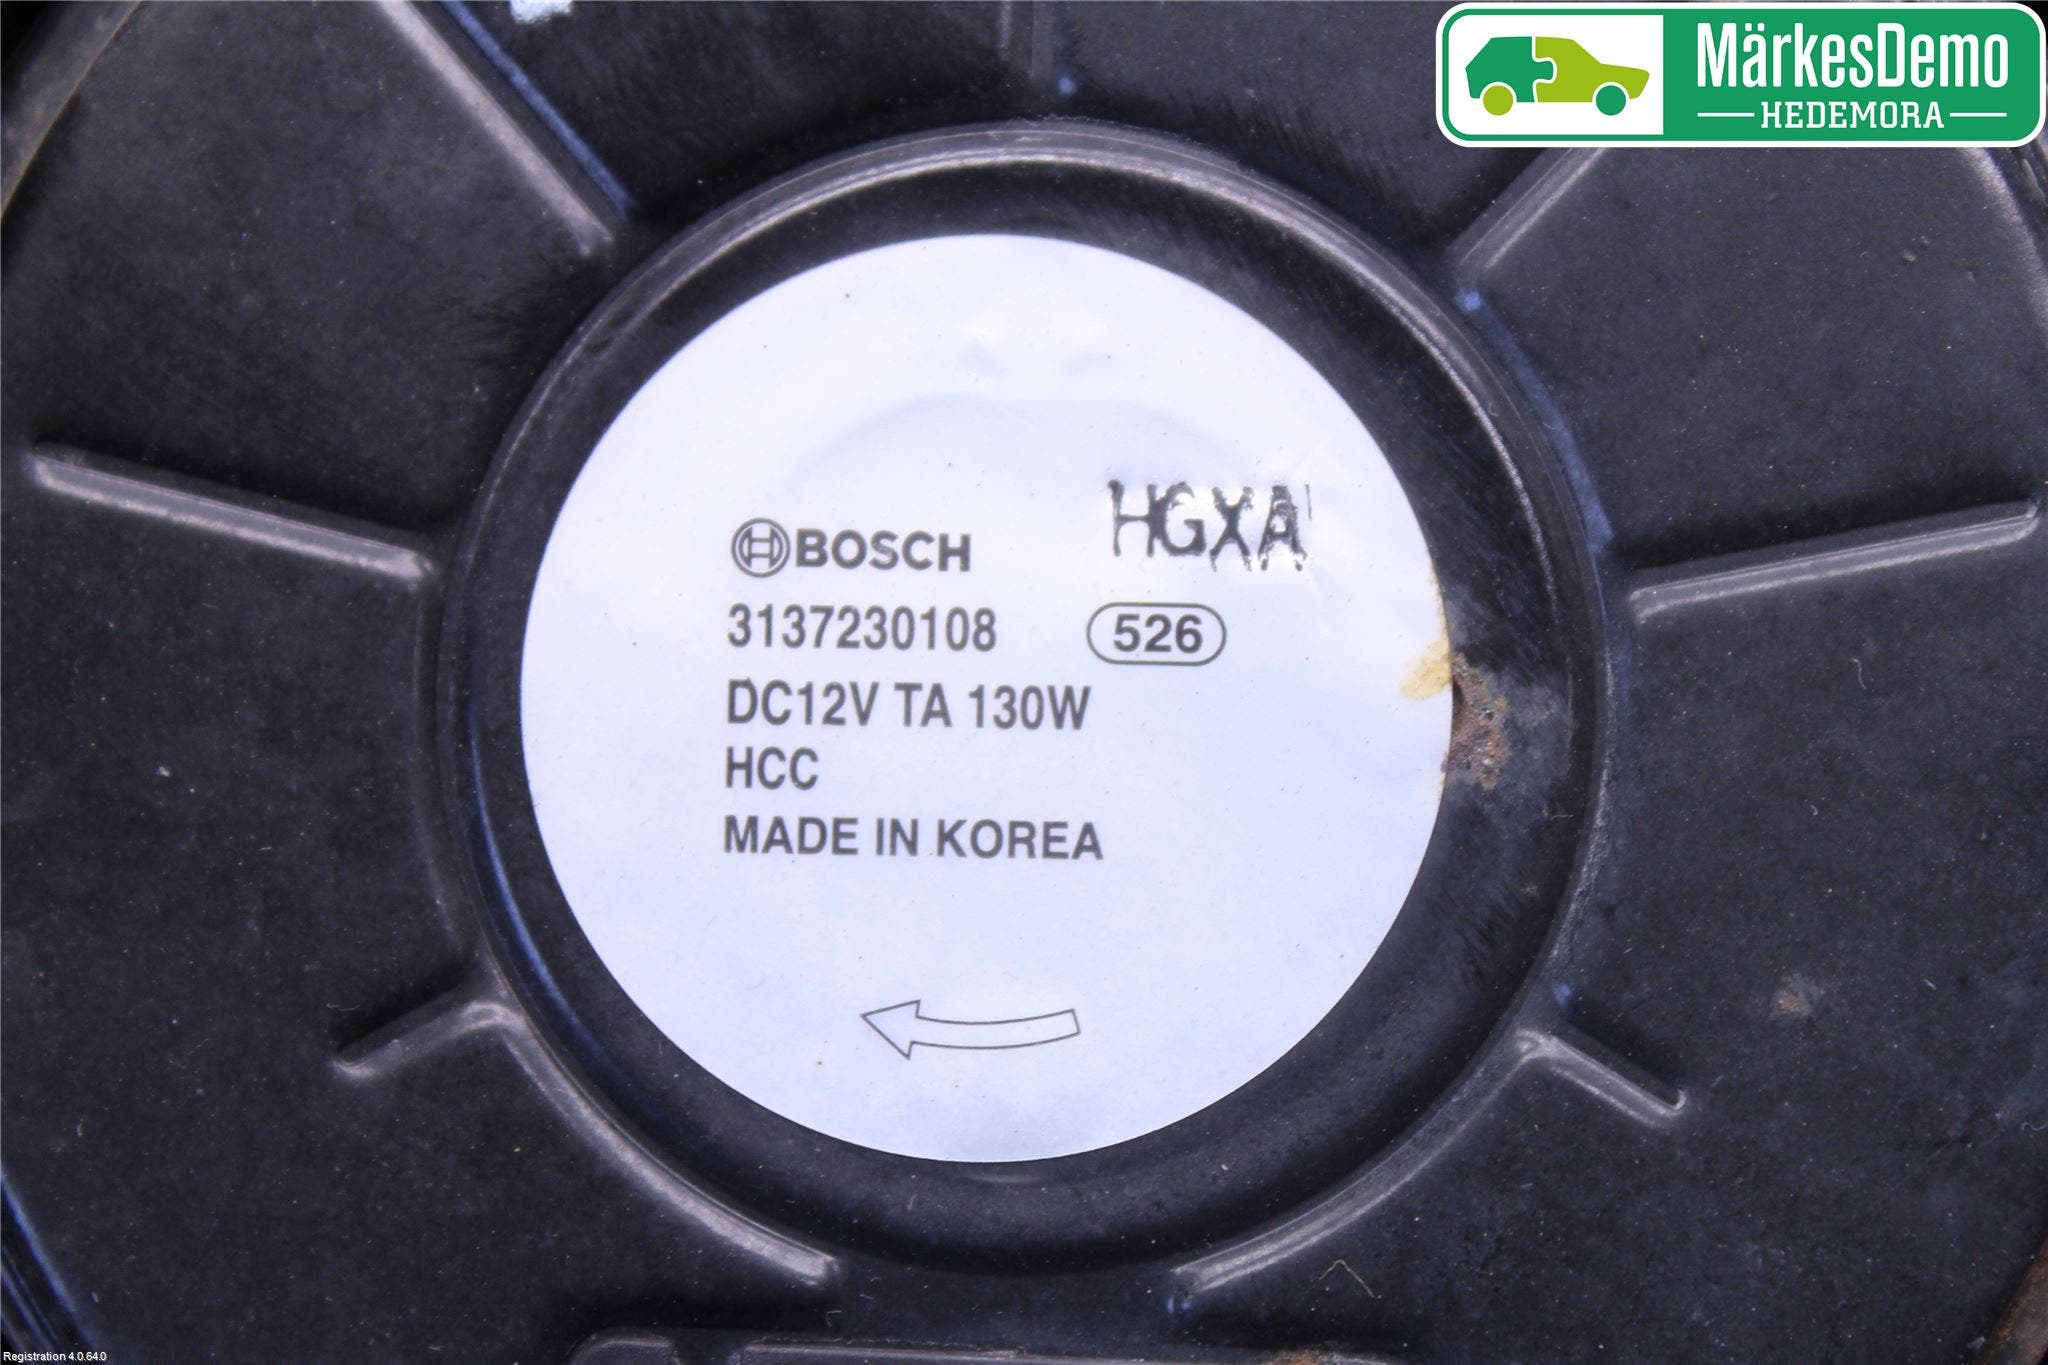 MärkesDemo
HEDEMORA
HGXA
BOSCH
3137230108 526
DC12V TA 130W
HCC
MADE IN KOREA
Registration 4.0.64.0